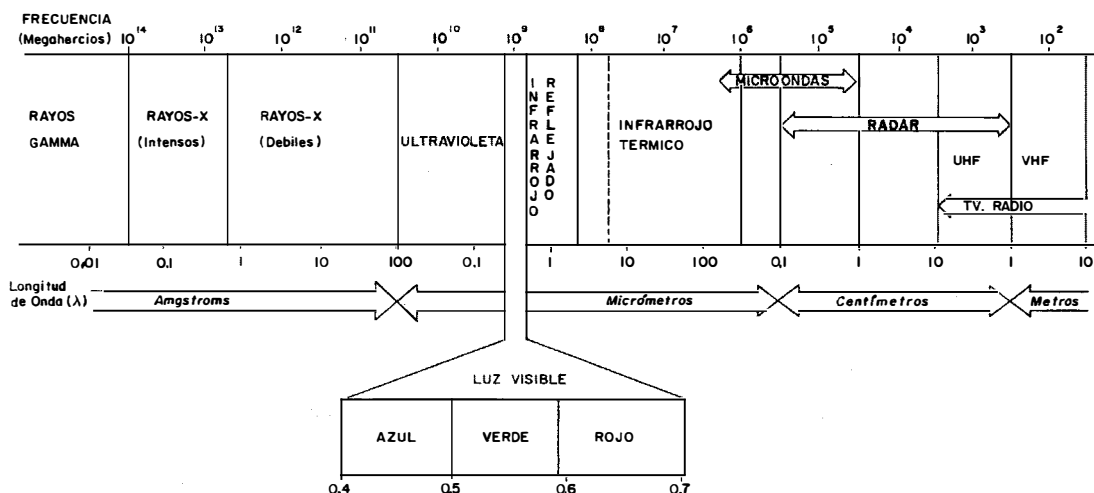 FRECUENCIA
(Megahercios) 10¹⁴ 10¹³ 10¹² 10¹¹ 10¹⁰ 10⁹ 10⁸ 10⁷ 10⁶ 10⁵ 10⁴ 10³ 10²
RAYOS
GAMMA
RAYOS-X
(Intensos)
RAYOS-X
(Debiles)
ULTRAVIOLETA
INFRARROJO
REFLEJADO
INFRARROJO
TERMICO
MICROONDAS
RADAR
UHF VHF
TV. RADIO
0,01 0.1 1 10 100 0.1 1 10 100 0,1 1 10 1 10
Longitud
de Onda (λ)
Amgstroms Micrómetros Centímetros Metros
LUZ VISIBLE
AZUL VERDE ROJO
0.4 0.5 0.6 0.7